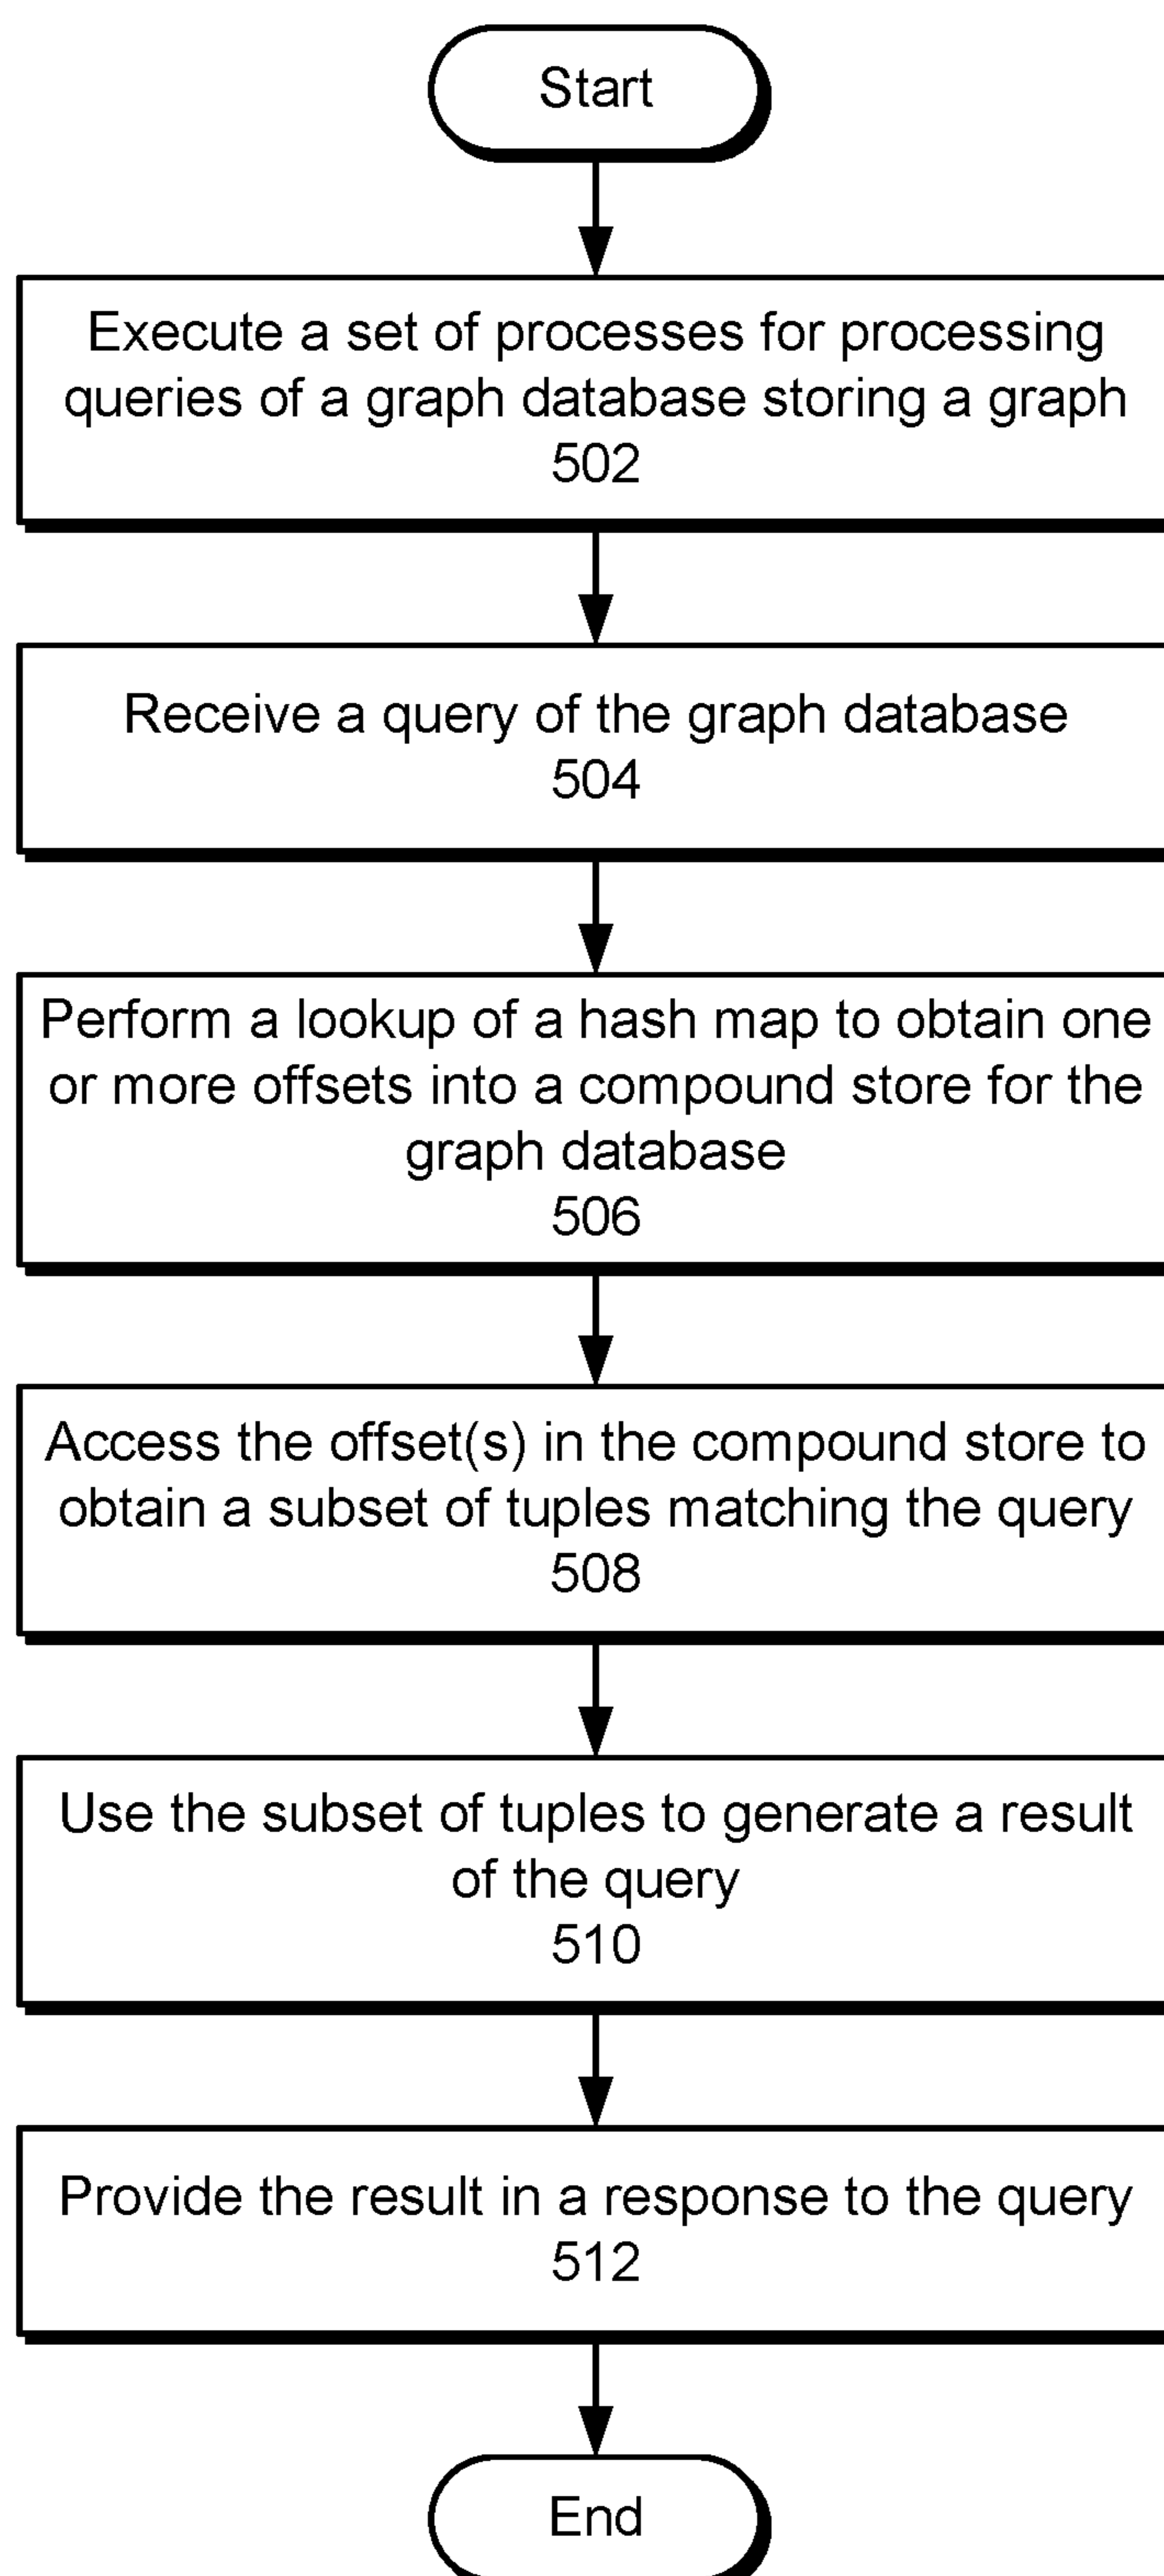 Start
Execute a set of processes for processing
queries of a graph database storing a graph
502
Receive a query of the graph database
504
Perform a lookup of a hash map to obtain one
or more offsets into a compound store for the
graph database
506
Access the offset(s) in the compound store to
obtain a subset of tuples matching the query
508
Use the subset of tuples to generate a result
of the query
510
Provide the result in a response to the query
512
End